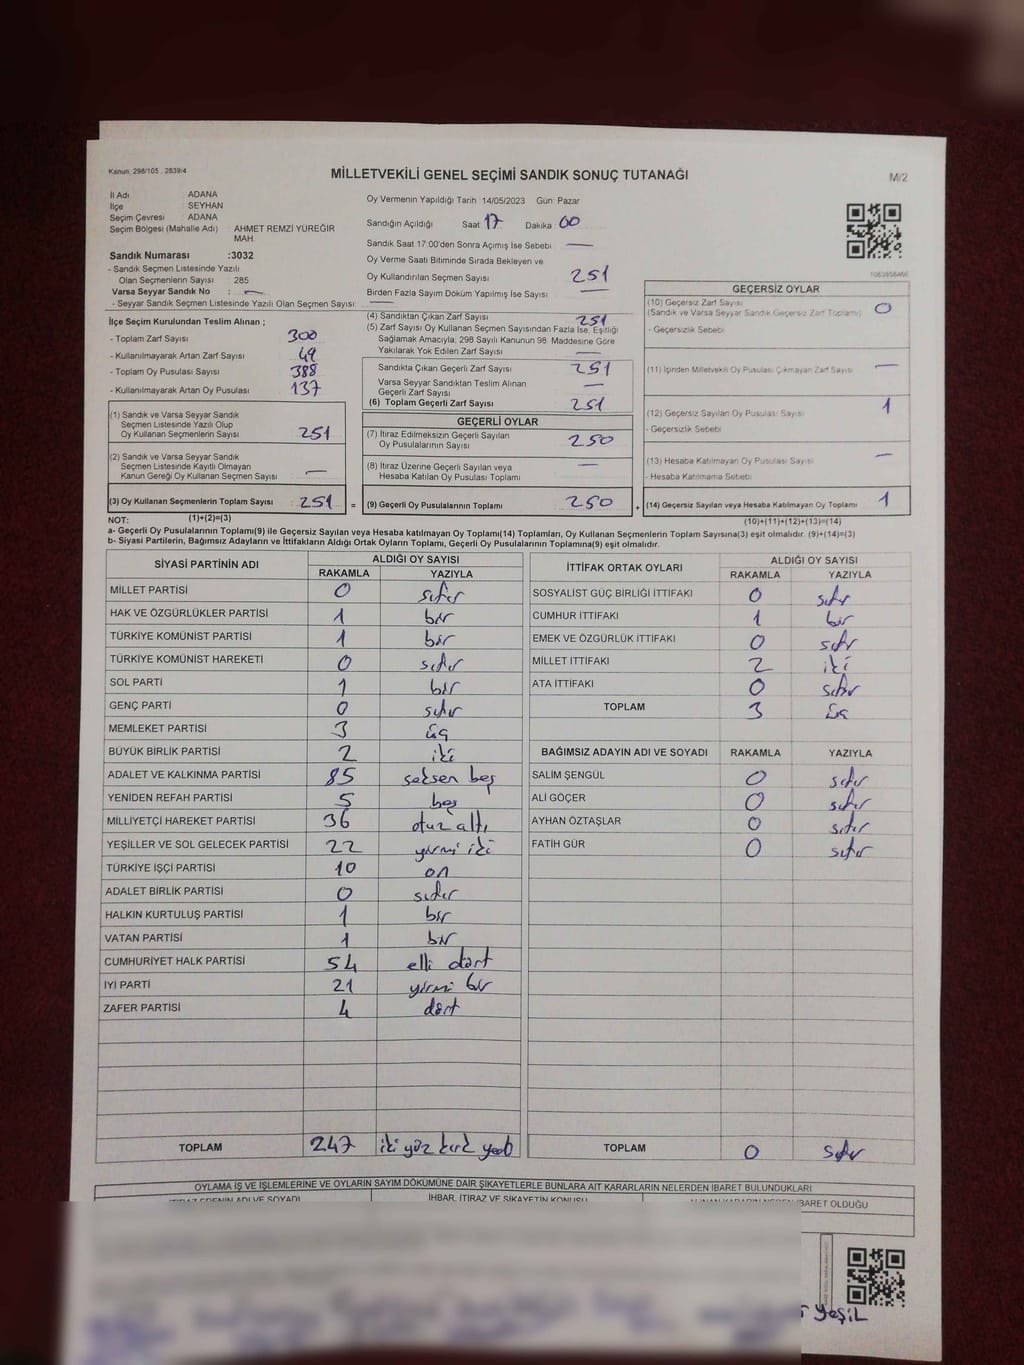 Kanun: 298/105 , 2839/4
MİLLETVEKİLİ GENEL SEÇİMİ SANDIK SONUÇ TUTANAĞI
M/2
İl Adı ADANA
İlçe SEYHAN
Seçim Çevresi ADANA
Seçim Bölgesi (Mahalle Adı) : AHMET REMZİ YÜREĞİR
MAH.
Sandık Numarası :3032
- Sandık Seçmen Listesinde Yazılı
Olan Seçmenlerin Sayısı 285
Varsa Seyyar Sandık No : —
- Seyyar Sandık Seçmen Listesinde Yazılı Olan Seçmen Sayısı: —
Oy Vermenin Yapıldığı Tarih 14/05/2023 Gün: Pazar
Sandığın Açıldığı Saat 17 Dakika 00
Sandık Saat 17:00'den Sonra Açımış İse Sebebi —
Oy Verme Saati Bitiminde Sırada Bekleyen ve
Oy Kullandırılan Seçmen Sayısı 251
Birden Fazla Sayım Döküm Yapılmış İse Sayısı —
İlçe Seçim Kurulundan Teslim Alınan ;
- Toplam Zarf Sayısı 300
- Kullanılmayarak Artan Zarf Sayısı 49
- Toplam Oy Pusulası Sayısı 388
- Kullanılmayarak Artan Oy Pusulası 137
(1) Sandık ve Varsa Seyyar Sandık
Seçmen Listesinde Yazılı Olup
Oy Kullanan Seçmenlerin Sayısı 251
(2) Sandık ve Varsa Seyyar Sandık
Seçmen Listesinde Kayıtlı Olmayan
Kanun Gereği Oy Kullanan Seçmen Sayısı —
(3) Oy Kullanan Seçmenlerin Toplam Sayısı : 251 =
(1)+(2)=(3)
(4) Sandıktan Çıkan Zarf Sayısı 251
(5) Zarf Sayısı Oy Kullanan Seçmen Sayısından Fazla İse, Eşitliği
Sağlamak Amacıyla; 298 Sayılı Kanunun 98. Maddesine Göre
Yakılarak Yok Edilen Zarf Sayısı —
Sandıkta Çıkan Geçerli Zarf Sayısı 251
Varsa Seyyar Sandıktan Teslim Alınan
Geçerli Zarf Sayısı —
(6) Toplam Geçerli Zarf Sayısı 251
GEÇERLİ OYLAR
(7) İtiraz Edilmeksizin Geçerli Sayılan
Oy Pusulalarının Sayısı 250
(8) İtiraz Üzerine Geçerli Sayılan veya
Hesaba Katılan Oy Pusulası Toplamı —
(9) Geçerli Oy Pusulalarının Toplamı 250 +
1083858466
GEÇERSİZ OYLAR
(10) Geçersiz Zarf Sayısı 0
(Sandık ve Varsa Seyyar Sandık Geçersiz Zarf Toplamı)
- Geçersizlik Sebebi:
(11) İçinden Milletvekili Oy Pusulası Çıkmayan Zarf Sayısı —
(12) Geçersiz Sayılan Oy Pusulası Sayısı 1
- Geçersizlik Sebebi:
(13) Hesaba Katılmayan Oy Pusulası Sayısı —
- Hesaba Katılmama Sebebi:
(14) Geçersiz Sayılan veya Hesaba Katılmayan Oy Toplamı 1
(10)+(11)+(12)+(13)=(14)
NOT:
a- Geçerli Oy Pusulalarının Toplamı(9) ile Geçersiz Sayılan veya Hesaba katılmayan Oy Toplamı(14) Toplamları, Oy Kullanan Seçmenlerin Toplam Sayısına(3) eşit olmalıdır. (9)+(14)=(3)
b- Siyasi Partilerin, Bağımsız Adayların ve İttifakların Aldığı Ortak Oyların Toplamı, Geçerli Oy Pusulalarının Toplamına(9) eşit olmalıdır.
SİYASİ PARTİNİN ADI ALDIĞI OY SAYISI
RAKAMLA YAZIYLA
MİLLET PARTİSİ 0 sıfır
HAK VE ÖZGÜRLÜKLER PARTİSİ 1 bir
TÜRKİYE KOMÜNİST PARTİSİ 1 bir
TÜRKİYE KOMÜNİST HAREKETİ 0 sıfır
SOL PARTİ 1 bir
GENÇ PARTİ 0 sıfır
MEMLEKET PARTİSİ 3 üç
BÜYÜK BİRLİK PARTİSİ 2 iki
ADALET VE KALKINMA PARTİSİ 85 seksen beş
YENİDEN REFAH PARTİSİ 5 beş
MİLLİYETÇİ HAREKET PARTİSİ 36 otuz altı
YEŞİLLER VE SOL GELECEK PARTİSİ 22 yirmi iki
TÜRKİYE İŞÇİ PARTİSİ 10 on
ADALET BİRLİK PARTİSİ 0 sıfır
HALKIN KURTULUŞ PARTİSİ 1 bir
VATAN PARTİSİ 1 bir
CUMHURİYET HALK PARTİSİ 54 elli dört
İYİ PARTİ 21 yirmi bir
ZAFER PARTİSİ 4 dört
TOPLAM 247 iki yüz kırk yedi
İTTİFAK ORTAK OYLARI ALDIĞI OY SAYISI
RAKAMLA YAZIYLA
SOSYALİST GÜÇ BİRLİĞİ İTTİFAKI 0 sıfır
CUMHUR İTTİFAKI 1 bir
EMEK VE ÖZGÜRLÜK İTTİFAKI 0 sıfır
MİLLET İTTİFAKI 2 iki
ATA İTTİFAKI 0 sıfır
TOPLAM 3 üç
BAĞIMSIZ ADAYIN ADI VE SOYADI RAKAMLA YAZIYLA
SALİM ŞENGÜL 0 sıfır
ALİ GÖÇER 0 sıfır
AYHAN ÖZTAŞLAR 0 sıfır
FATİH GÜR 0 sıfır
TOPLAM 0 sıfır
OYLAMA İŞ VE İŞLEMLERİNE VE OYLARIN SAYIM DÖKÜMÜNE DAİR ŞİKAYETLERLE BUNLARA AİT KARARLARIN NELERDEN İBARET BULUNDUKLARI
İTİRAZ EDENİN ADI VE SOYADI İHBAR, İTİRAZ VE ŞİKAYETİN KONUSU ALINAN KARARIN NEDEN İBARET OLDUĞU
YEŞİL